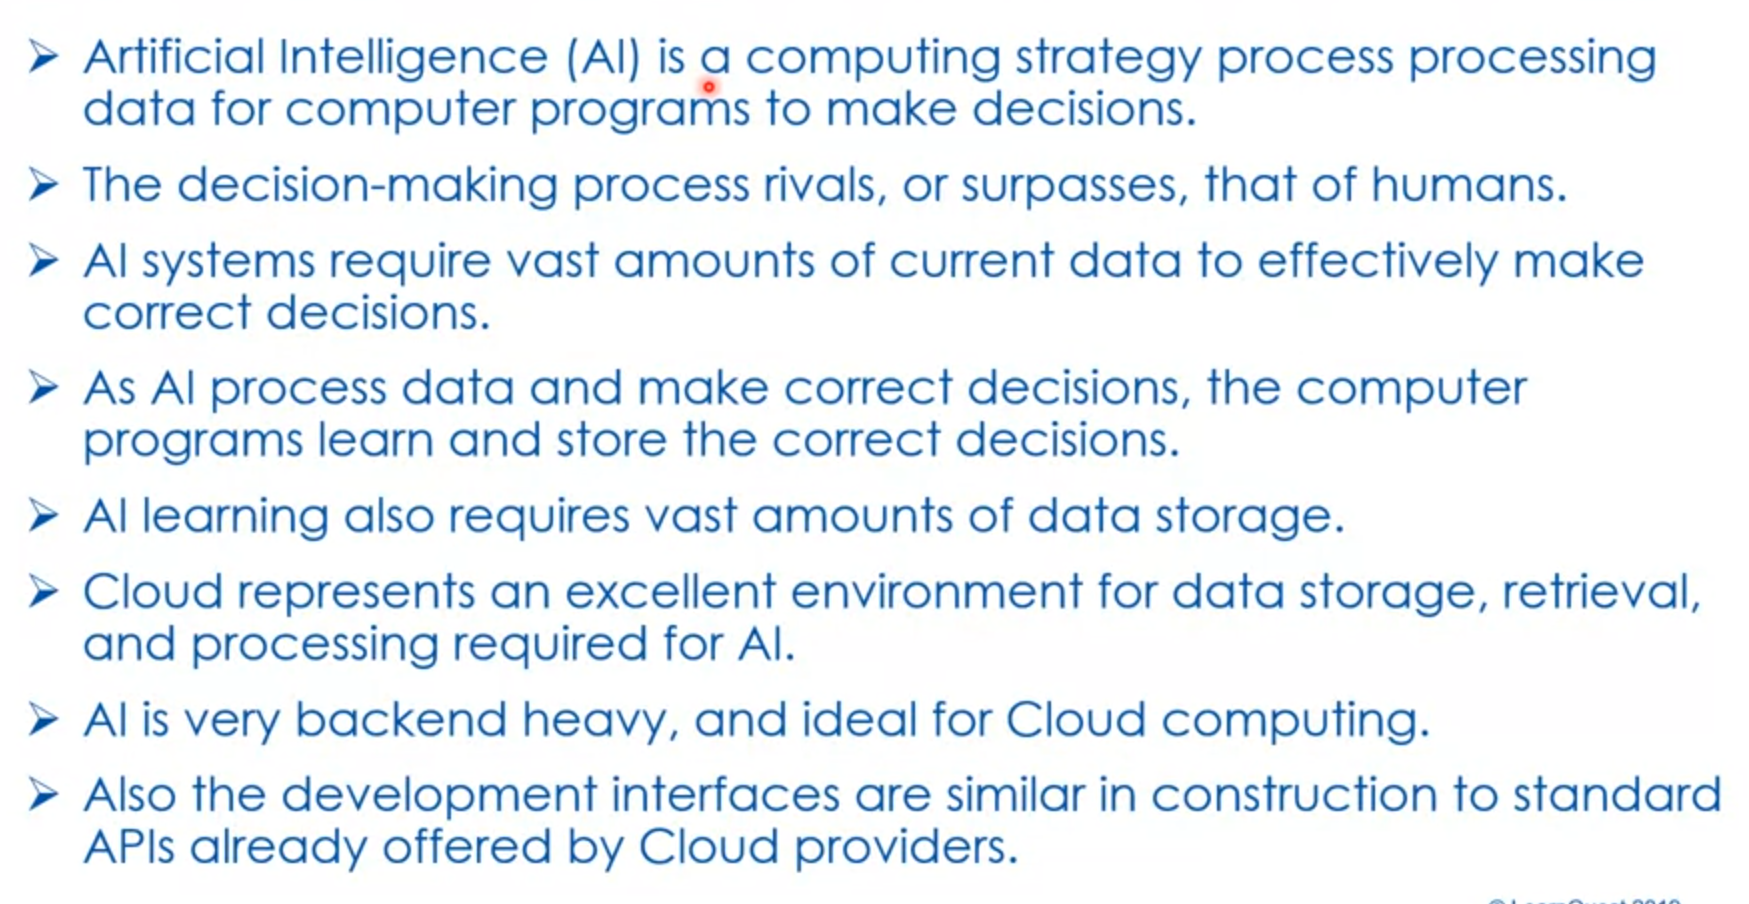 ➢ Artificial Intelligence (AI) is a computing strategy process processing
data for computer programs to make decisions.
➢ The decision-making process rivals, or surpasses, that of humans.
➢ AI systems require vast amounts of current data to effectively make
correct decisions.
➢ As AI process data and make correct decisions, the computer
programs learn and store the correct decisions.
➢ AI learning also requires vast amounts of data storage.
➢ Cloud represents an excellent environment for data storage, retrieval,
and processing required for AI.
➢ AI is very backend heavy, and ideal for Cloud computing.
➢ Also the development interfaces are similar in construction to standard
APIs already offered by Cloud providers.